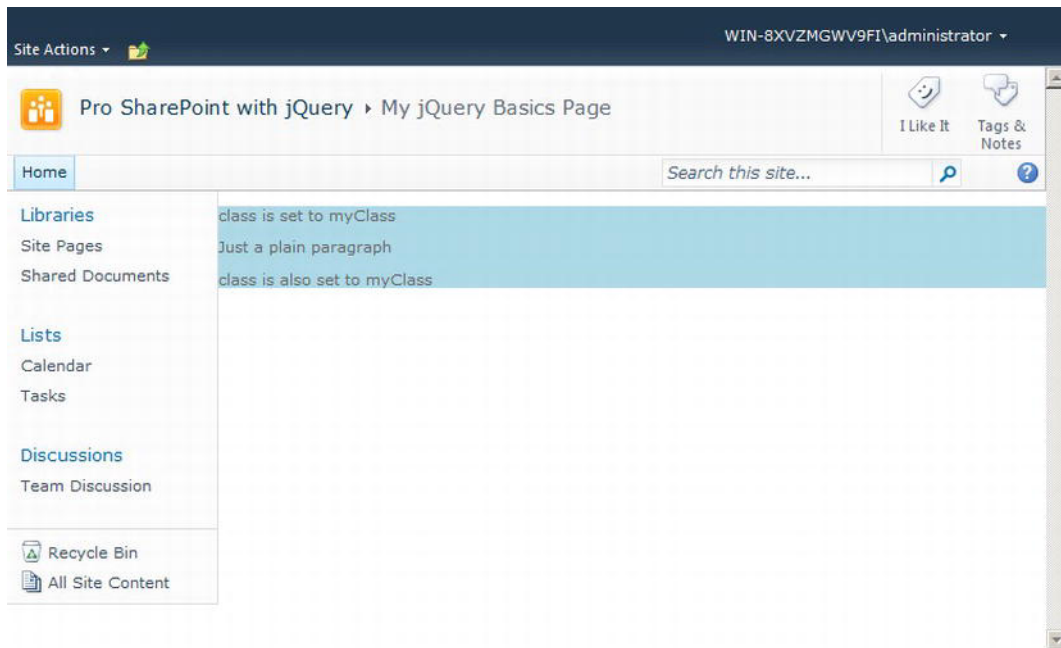 WIN-8XVZMGWV9FI\administrator
Site Actions
Pro SharePoint with jQuery ▸ My jQuery Basics Page
I Like It
Tags &
Notes
Home
Search this site...
Libraries
Site Pages
Shared Documents
Lists
Calendar
Tasks
Discussions
Team Discussion
Recycle Bin
All Site Content
class is set to myClass
Just a plain paragraph
class is also set to myClass